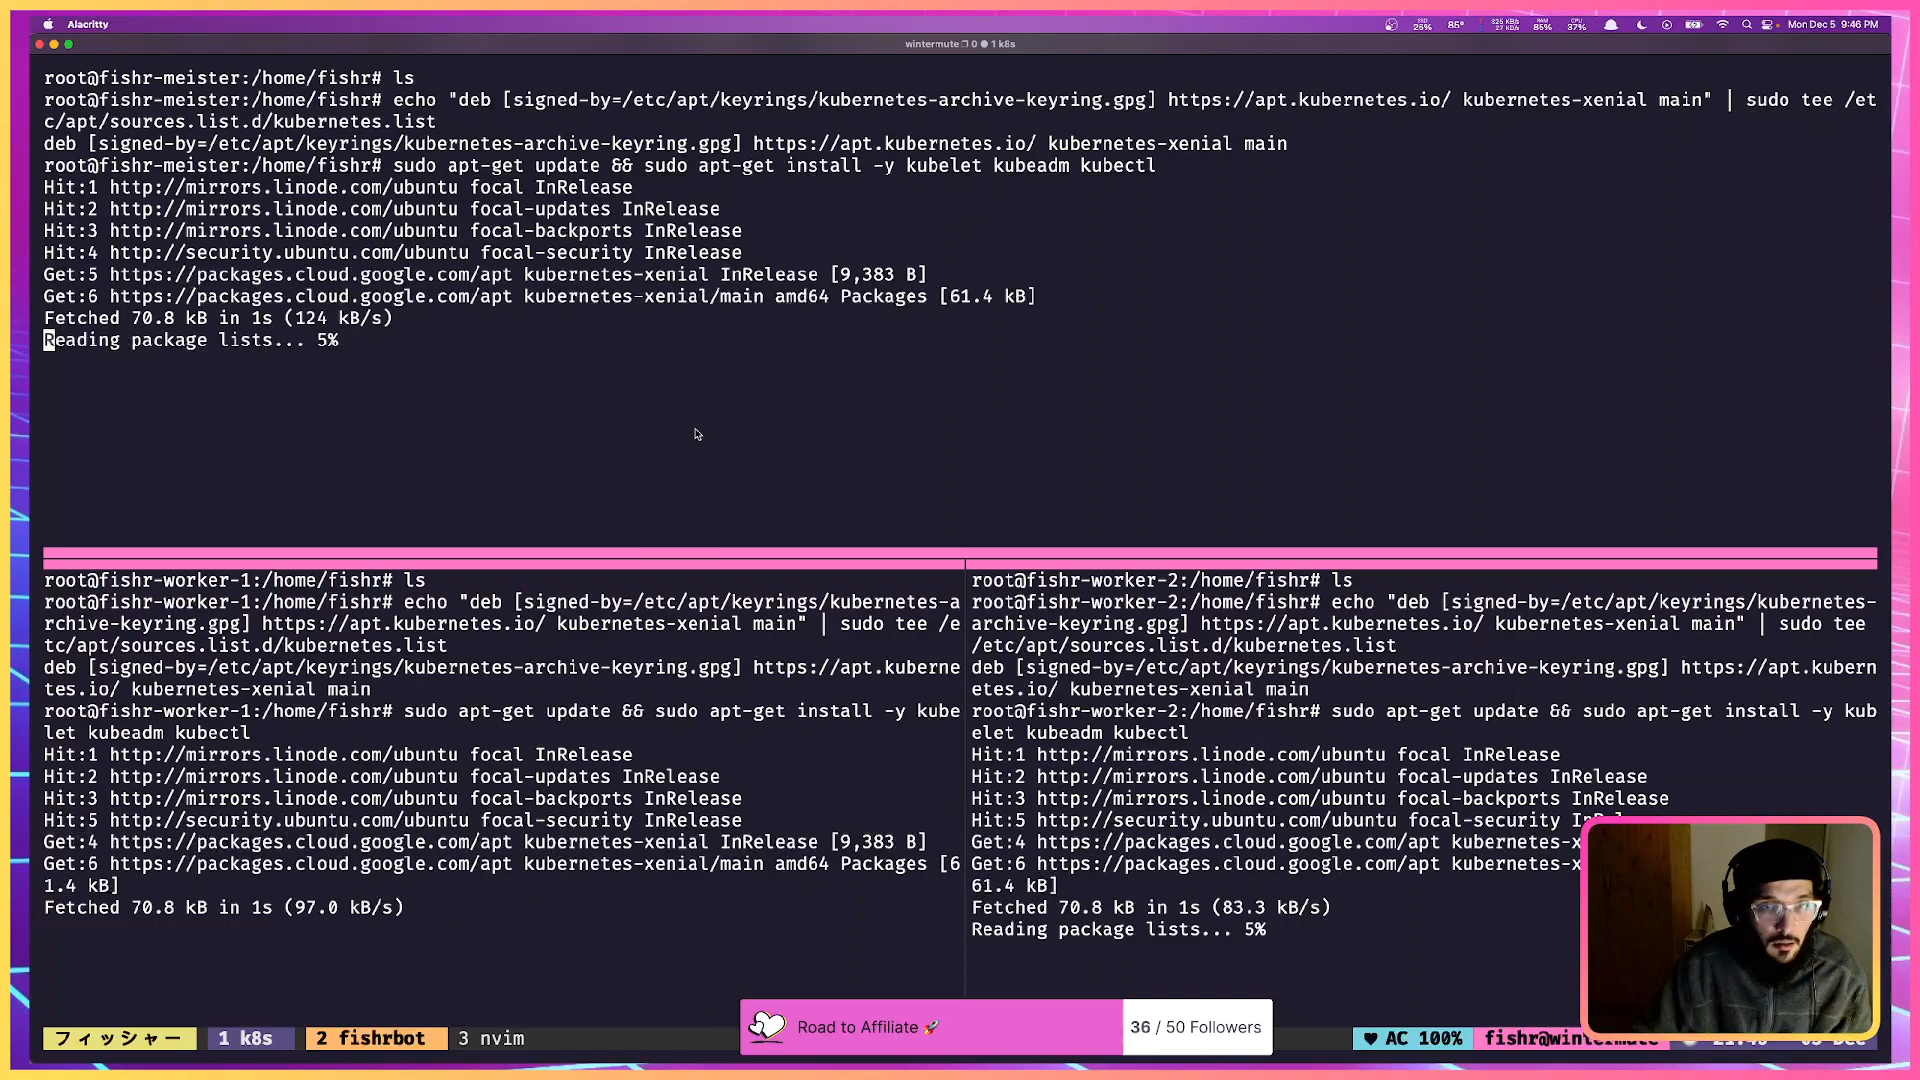 Alacritty
SSD 26%
85°
325 KB/s
27 KB/s
RAM 85%
CPU 37%
Mon Dec 5 9:46 PM
wintermute 0 1 k8s
root@fishr-meister:/home/fishr# ls
root@fishr-meister:/home/fishr# echo "deb [signed-by=/etc/apt/keyrings/kubernetes-archive-keyring.gpg] https://apt.kubernetes.io/ kubernetes-xenial main" | sudo tee /et
c/apt/sources.list.d/kubernetes.list
deb [signed-by=/etc/apt/keyrings/kubernetes-archive-keyring.gpg] https://apt.kubernetes.io/ kubernetes-xenial main
root@fishr-meister:/home/fishr# sudo apt-get update && sudo apt-get install -y kubelet kubeadm kubectl
Hit:1 http://mirrors.linode.com/ubuntu focal InRelease
Hit:2 http://mirrors.linode.com/ubuntu focal-updates InRelease
Hit:3 http://mirrors.linode.com/ubuntu focal-backports InRelease
Hit:4 http://security.ubuntu.com/ubuntu focal-security InRelease
Get:5 https://packages.cloud.google.com/apt kubernetes-xenial InRelease [9,383 B]
Get:6 https://packages.cloud.google.com/apt kubernetes-xenial/main amd64 Packages [61.4 kB]
Fetched 70.8 kB in 1s (124 kB/s)
Reading package lists... 5%
root@fishr-worker-1:/home/fishr# ls
root@fishr-worker-1:/home/fishr# echo "deb [signed-by=/etc/apt/keyrings/kubernetes-a
rchive-keyring.gpg] https://apt.kubernetes.io/ kubernetes-xenial main" | sudo tee /e
tc/apt/sources.list.d/kubernetes.list
deb [signed-by=/etc/apt/keyrings/kubernetes-archive-keyring.gpg] https://apt.kuberne
tes.io/ kubernetes-xenial main
root@fishr-worker-1:/home/fishr# sudo apt-get update && sudo apt-get install -y kube
let kubeadm kubectl
Hit:1 http://mirrors.linode.com/ubuntu focal InRelease
Hit:2 http://mirrors.linode.com/ubuntu focal-updates InRelease
Hit:3 http://mirrors.linode.com/ubuntu focal-backports InRelease
Hit:5 http://security.ubuntu.com/ubuntu focal-security InRelease
Get:4 https://packages.cloud.google.com/apt kubernetes-xenial InRelease [9,383 B]
Get:6 https://packages.cloud.google.com/apt kubernetes-xenial/main amd64 Packages [6
1.4 kB]
Fetched 70.8 kB in 1s (97.0 kB/s)
root@fishr-worker-2:/home/fishr# ls
root@fishr-worker-2:/home/fishr# echo "deb [signed-by=/etc/apt/keyrings/kubernetes-
archive-keyring.gpg] https://apt.kubernetes.io/ kubernetes-xenial main" | sudo tee
/etc/apt/sources.list.d/kubernetes.list
deb [signed-by=/etc/apt/keyrings/kubernetes-archive-keyring.gpg] https://apt.kubern
etes.io/ kubernetes-xenial main
root@fishr-worker-2:/home/fishr# sudo apt-get update && sudo apt-get install -y kub
elet kubeadm kubectl
Hit:1 http://mirrors.linode.com/ubuntu focal InRelease
Hit:2 http://mirrors.linode.com/ubuntu focal-updates InRelease
Hit:3 http://mirrors.linode.com/ubuntu focal-backports InRelease
Hit:5 http://security.ubuntu.com/ubuntu focal-security
Get:4 https://packages.cloud.google.com/apt kubernetes-x
Get:6 https://packages.cloud.google.com/apt kubernetes-x
61.4 kB]
Fetched 70.8 kB in 1s (83.3 kB/s)
Reading package lists... 5%
フィッシャー 1 k8s 2 fishrbot 3 nvim
Road to Affiliate 🚀 36 / 50 Followers
♥ AC 100% fishr@wintermute